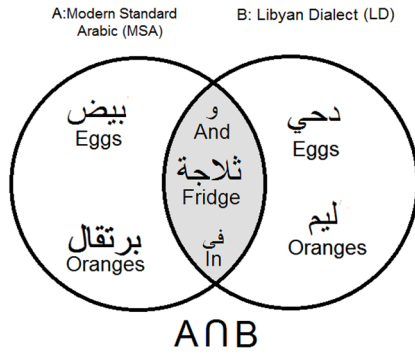 A:Modern Standard
Arabic (MSA)
B: Libyan Dialect (LD)
بيض
Eggs
برتقال
Oranges
و
And
ثلاجة
Fridge
في
In
دحي
Eggs
ليم
Oranges
A∩B